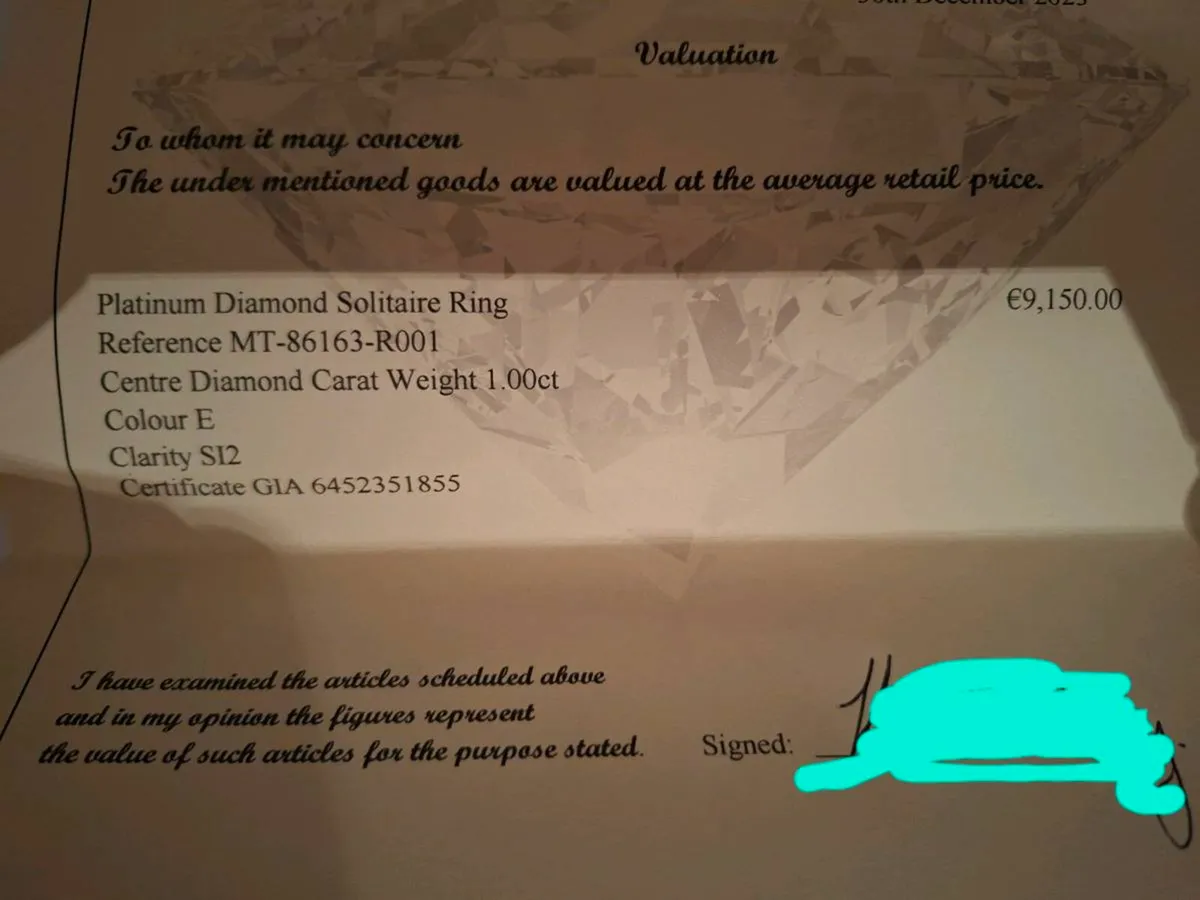 December 2023
Valuation
To whom it may concern
The under mentioned goods are valued at the average retail price.
Platinum Diamond Solitaire Ring €9,150.00
Reference MT-86163-R001
Centre Diamond Carat Weight 1.00ct
Colour E
Clarity SI2
Certificate GIA 6452351855
I have examined the articles scheduled above
and in my opinion the figures represent
the value of such articles for the purpose stated.
Signed: